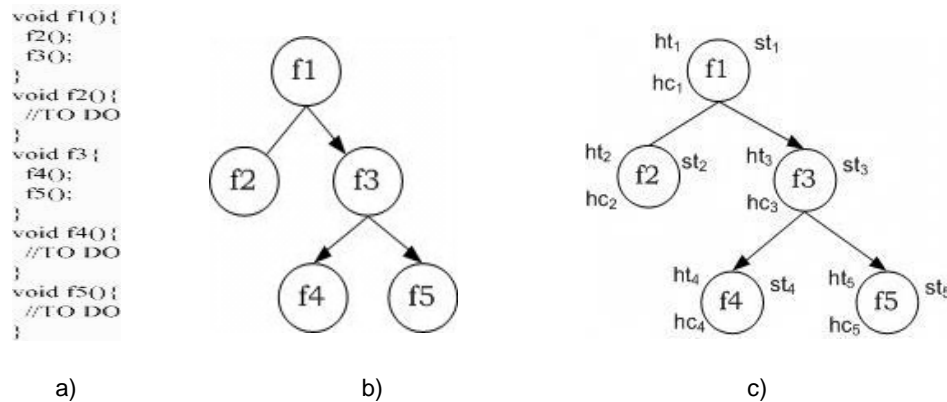 void f1(){
f2();
f3();
}
void f2(){
//TO DO
}
void f3{
f4();
f5();
}
void f4(){
//TO DO
}
void f5(){
//TO DO
}
f1
f2
f3
f4
f5
ht1 f1 st1
hc1
ht2 f2 st2
hc2
ht3 f3 st3
hc3
ht4 f4 st4
hc4
ht5 f5 st5
hc5
a)
b)
c)